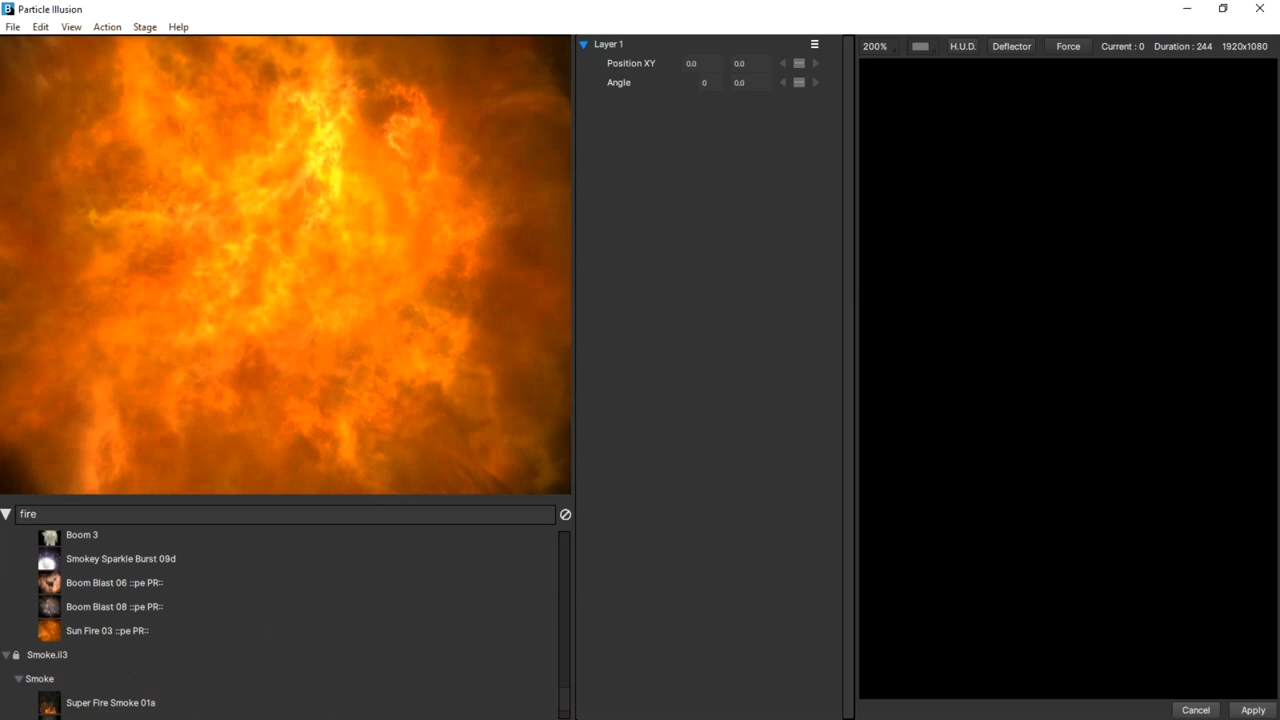 Particle Illusion
File Edit View Action Stage Help
Layer 1
Position XY 0.0 0.0
Angle 0 0.0
200% H.U.D. Deflector Force Current : 0 Duration : 244 1920x1080
fire
Boom 3
Smokey Sparkle Burst 09d
Boom Blast 06 ::pe PR::
Boom Blast 08 ::pe PR::
Sun Fire 03 ::pe PR::
Smoke.il3
Smoke
Super Fire Smoke 01a
Cancel Apply